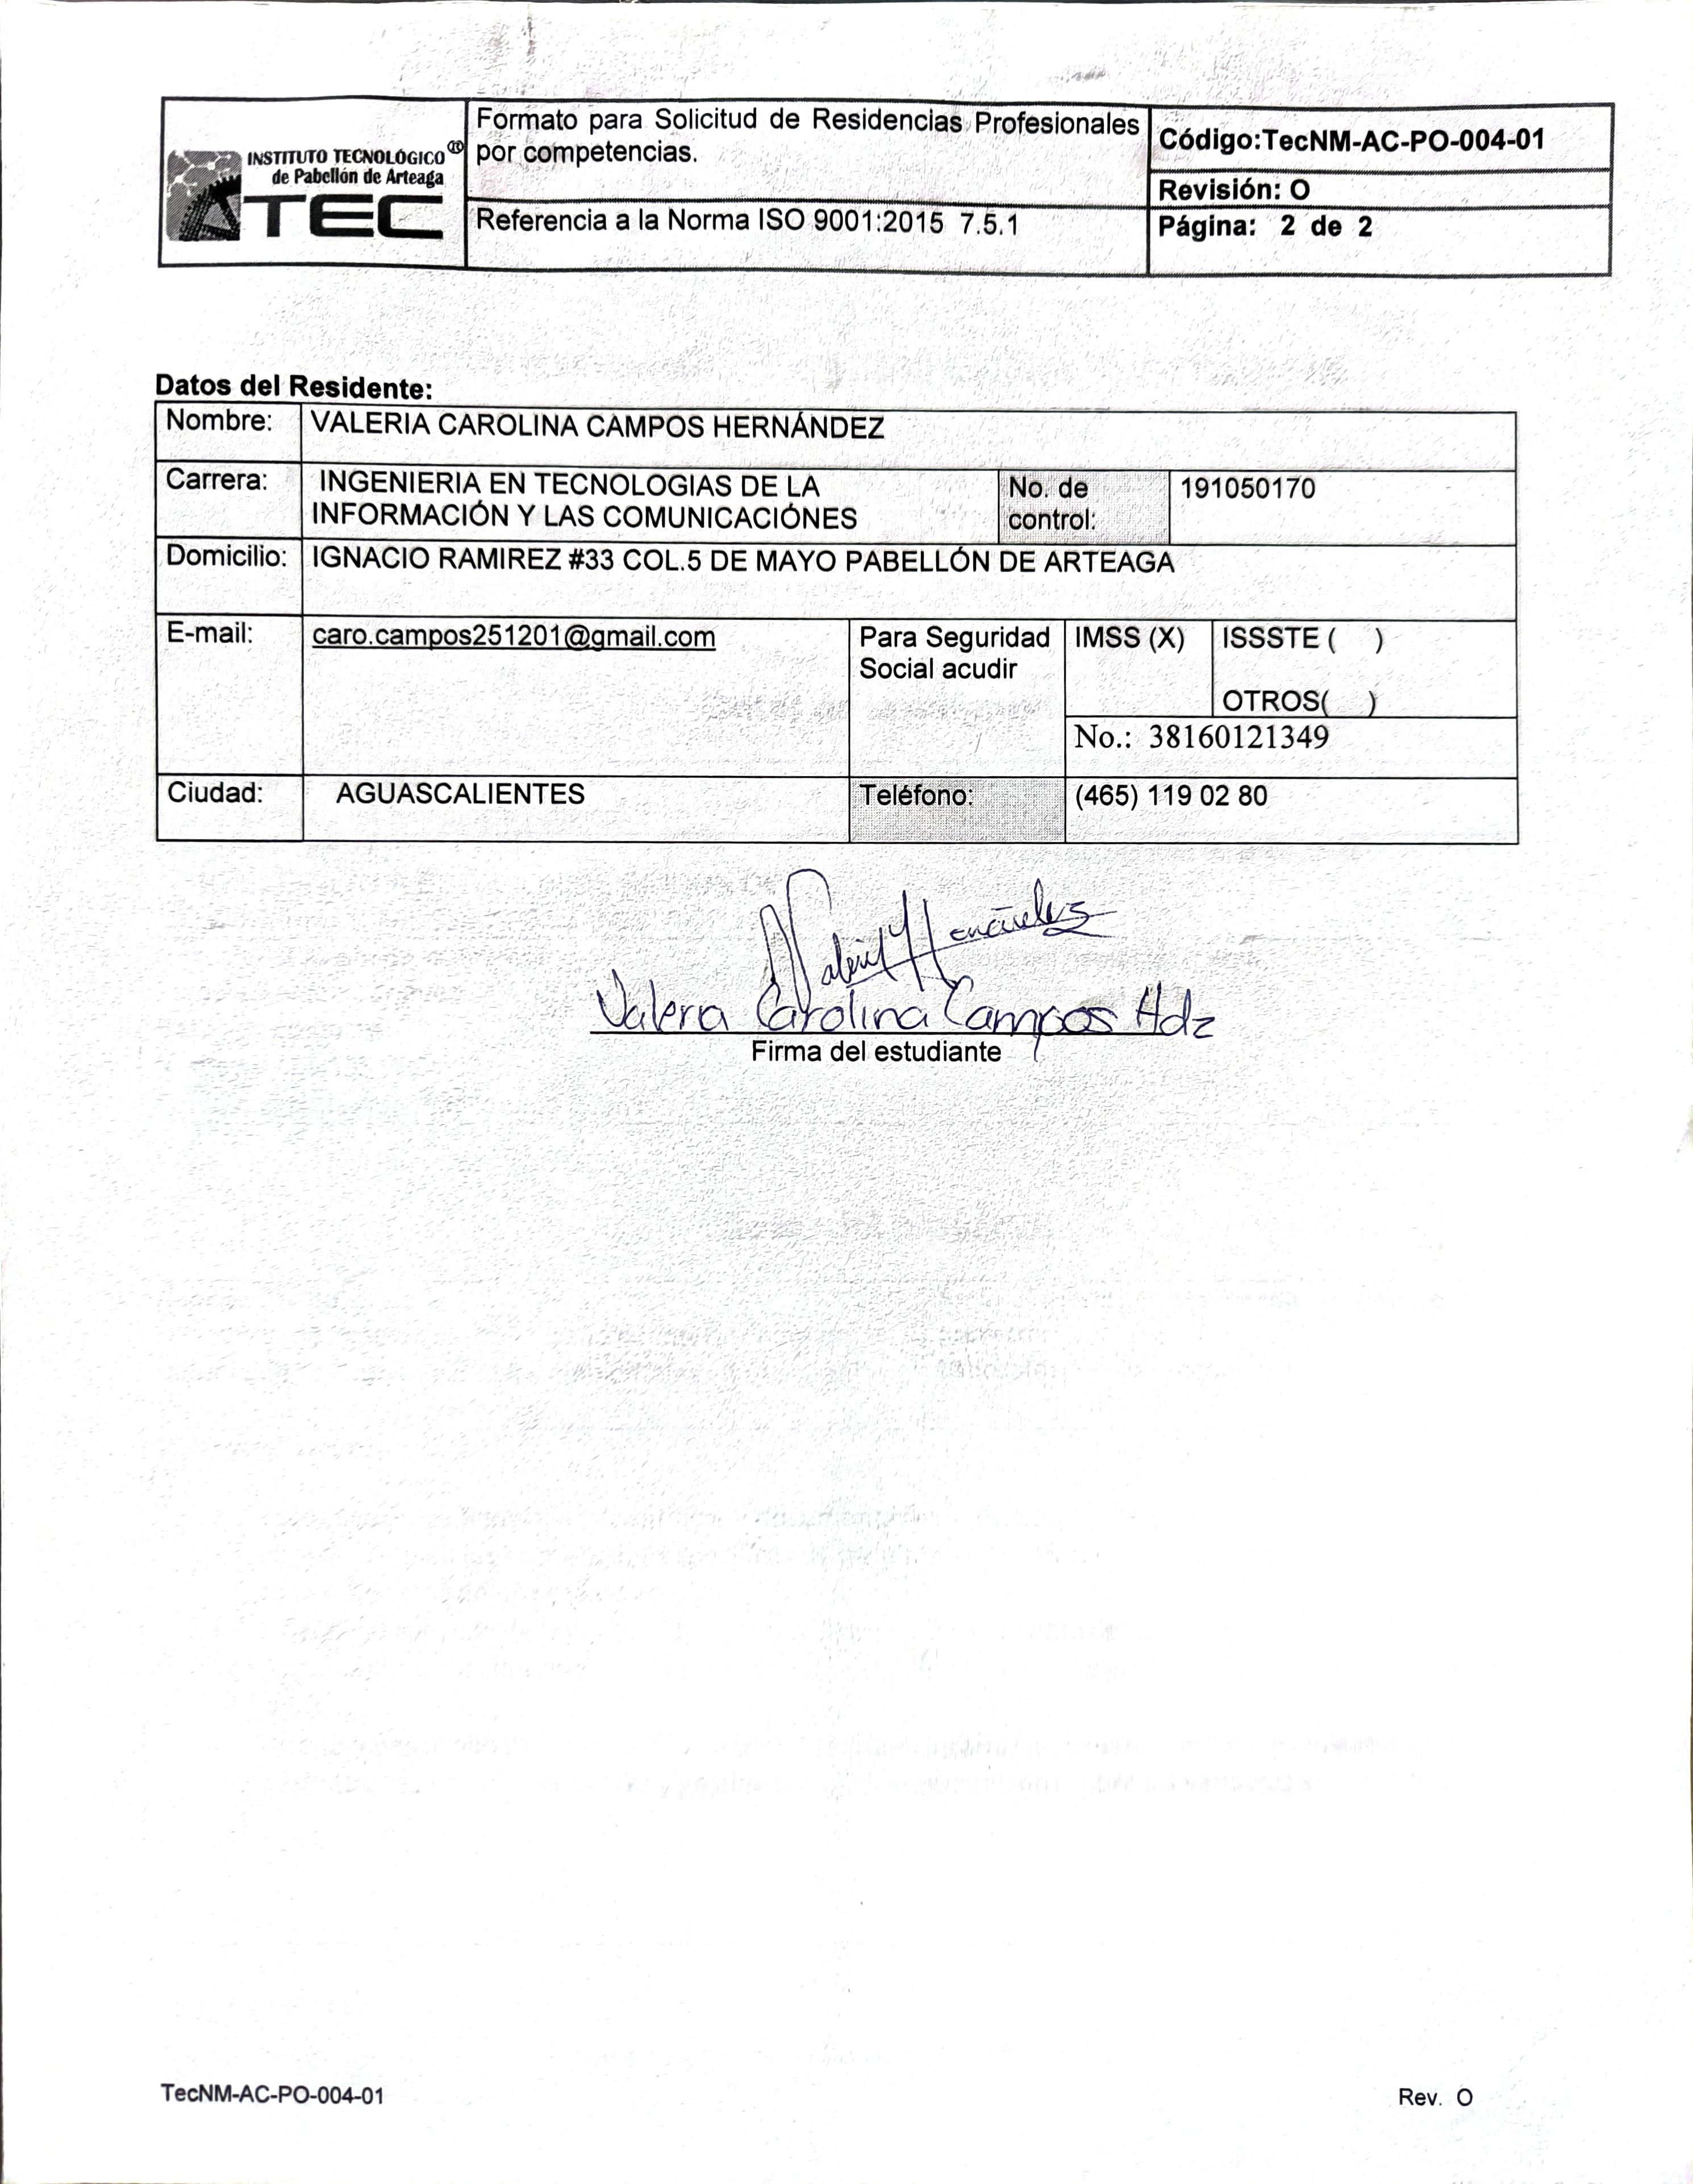 INSTITUTO TECNOLÓGICO ®
de Pabellón de Arteaga
TEC
Formato para Solicitud de Residencias Profesionales
por competencias.
Referencia a la Norma ISO 9001:2015 7.5.1
Código:TecNM-AC-PO-004-01
Revisión: O
Página: 2 de 2
Datos del Residente:
Nombre: VALERIA CAROLINA CAMPOS HERNÁNDEZ
Carrera: INGENIERIA EN TECNOLOGIAS DE LA
INFORMACIÓN Y LAS COMUNICACIÓNES
No. de
control:
191050170
Domicilio: IGNACIO RAMIREZ #33 COL.5 DE MAYO PABELLÓN DE ARTEAGA
E-mail: caro.campos251201@gmail.com
Para Seguridad
Social acudir
IMSS (X)
ISSSTE ( )
OTROS( )
No.: 38160121349
Ciudad: AGUASCALIENTES
Teléfono: (465) 119 02 80
Valeria Carolina Campos Hdz
Firma del estudiante
TecNM-AC-PO-004-01
Rev. O